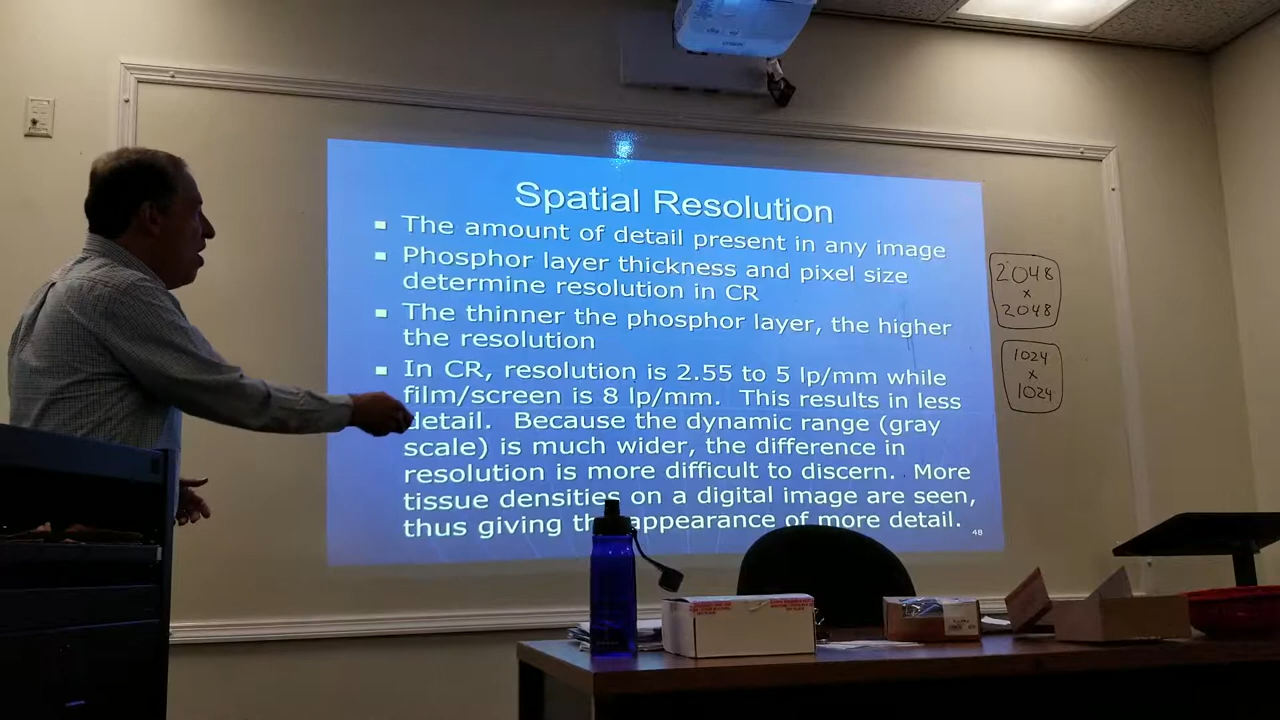 Spatial Resolution
The amount of detail present in any image
Phosphor layer thickness and pixel size
determine resolution in CR
The thinner the phosphor layer, the higher
the resolution
In CR, resolution is 2.55 to 5 lp/mm while
film/screen is 8 lp/mm. This results in less
detail. Because the dynamic range (gray
scale) is much wider, the difference in
resolution is more difficult to discern. More
tissue densities on a digital image are seen,
thus giving the appearance of more detail.
48
2048
x
2048
1024
x
1024